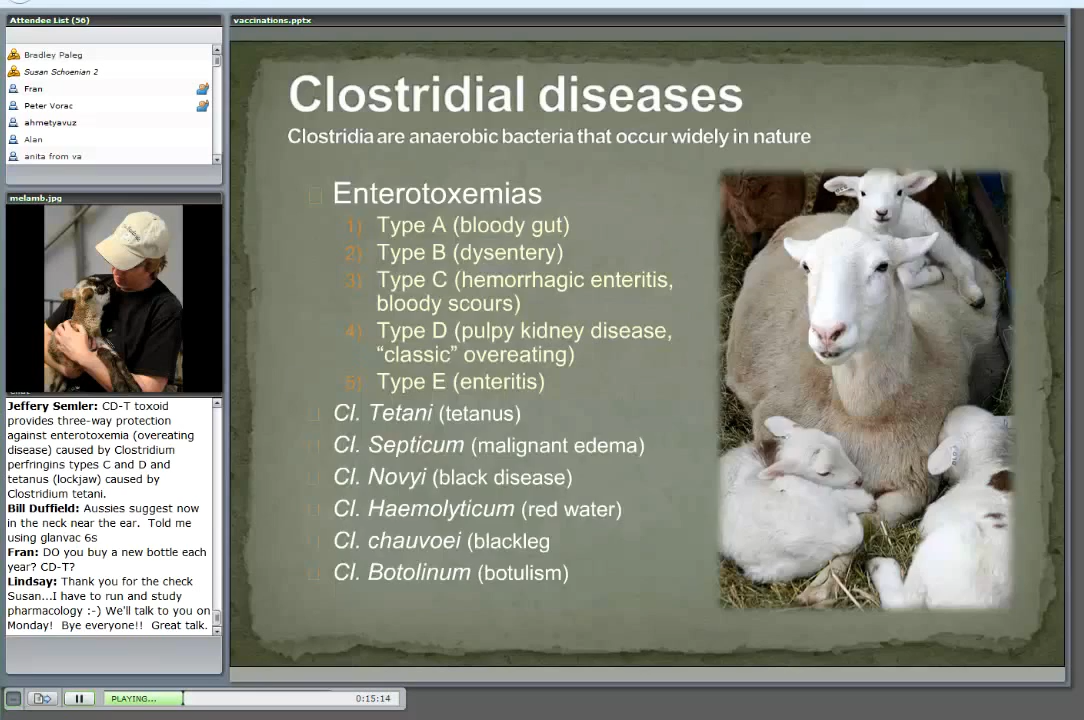 Attendee List (56)
Bradley Paleg
Susan Schoenian 2
Fran
Peter Vorac
ahmetyavuz
Alan
anita from va
melamb.jpg
Jeffery Semler: CD-T toxoid
provides three-way protection
against enterotoxemia (overeating
disease) caused by Clostridium
perfringins types C and D and
tetanus (lockjaw) caused by
Clostridium tetani.
Bill Duffield: Aussies suggest now
in the neck near the ear. Told me
using glanvac 6s
Fran: DO you buy a new bottle each
year? CD-T?
Lindsay: Thank you for the check
Susan...I have to run and study
pharmacology :-) We'll talk to you on
Monday! Bye everyone!! Great talk.
vaccinations.pptx
Clostridial diseases
Clostridia are anaerobic bacteria that occur widely in nature
Enterotoxemias
1) Type A (bloody gut)
2) Type B (dysentery)
3) Type C (hemorrhagic enteritis,
bloody scours)
4) Type D (pulpy kidney disease,
“classic” overeating)
5) Type E (enteritis)
Cl. Tetani (tetanus)
Cl. Septicum (malignant edema)
Cl. Novyi (black disease)
Cl. Haemolyticum (red water)
Cl. chauvoei (blackleg
Cl. Botolinum (botulism)
PLAYING...
0:15:14